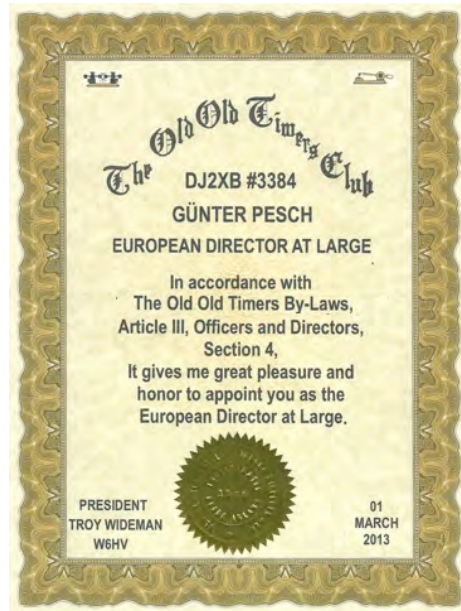 The Old Old Timers Club
DJ2XB #3384
GÜNTER PESCH
EUROPEAN DIRECTOR AT LARGE
In accordance with
The Old Old Timers By-Laws,
Article III, Officers and Directors,
Section 4,
It gives me great pleasure and
honor to appoint you as the
European Director at Large.
PRESIDENT
TROY WIDEMAN
W6HV
01
MARCH
2013